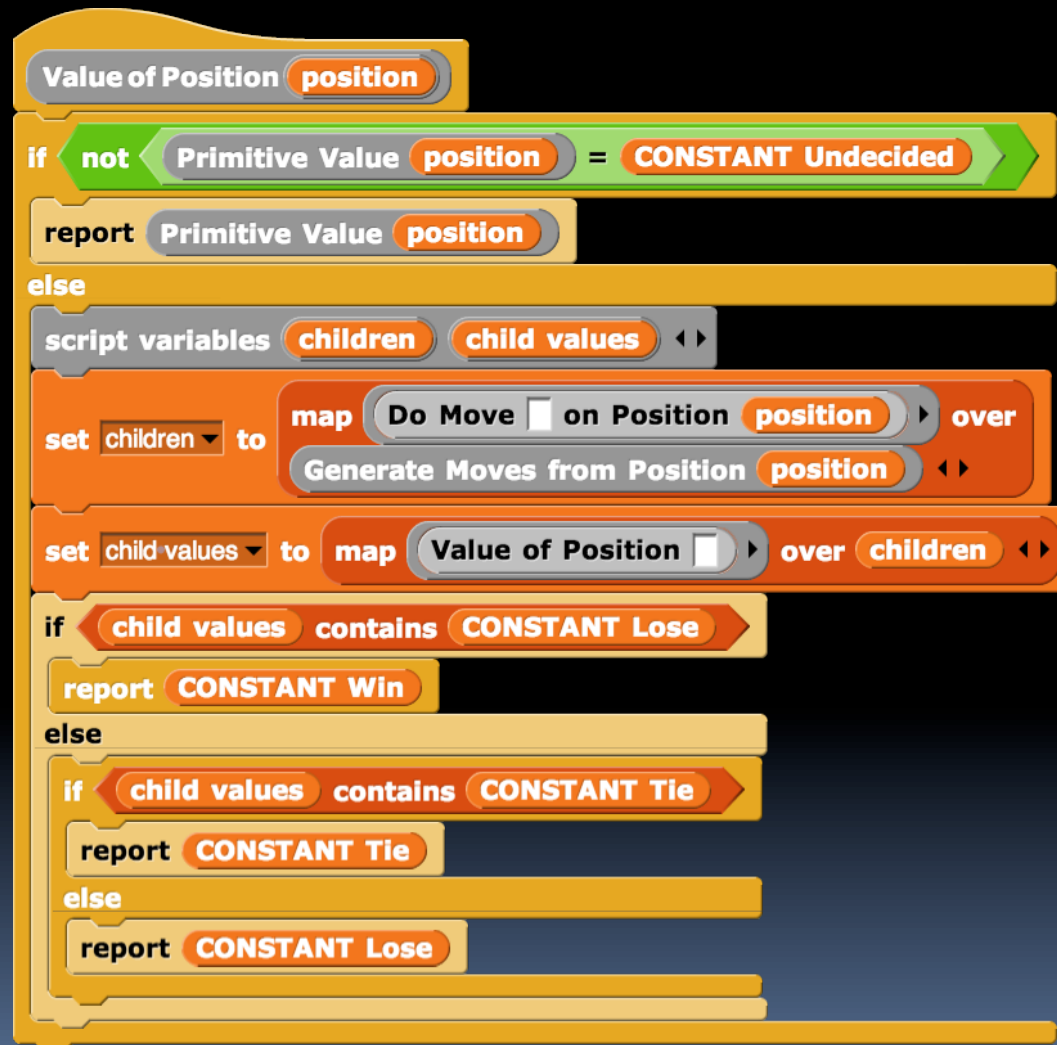 Value of Position position
if not Primitive Value position = CONSTANT Undecided
report Primitive Value position
else
script variables children child values
set children to map Do Move on Position position over
Generate Moves from Position position
set child values to map Value of Position over children
if child values contains CONSTANT Lose
report CONSTANT Win
else
if child values contains CONSTANT Tie
report CONSTANT Tie
else
report CONSTANT Lose